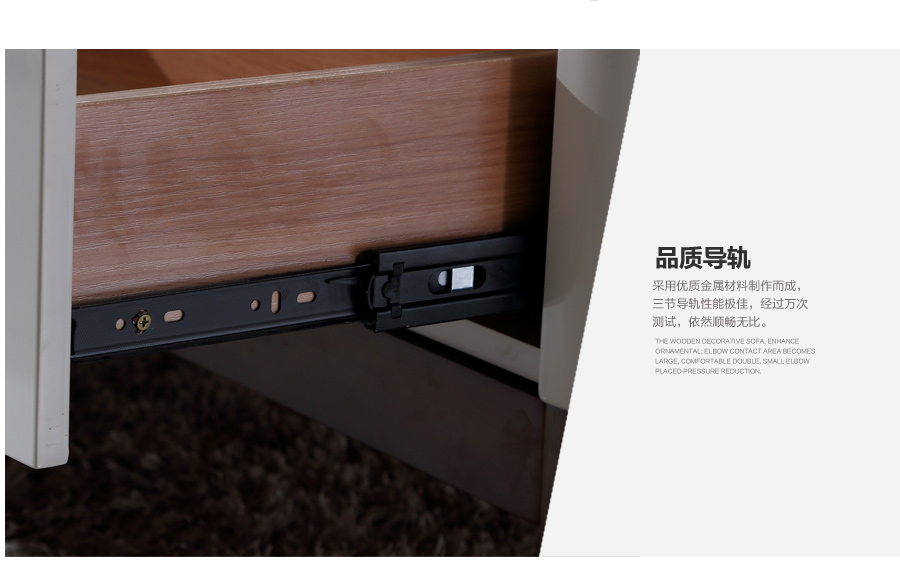 品质导轨
采用优质金属材料制作而成，
三节导轨性能极佳，经过万次
测试，依然顺畅无比。
THE WOODEN DECORATIVE SOFA, ENHANCE
ORNAMENTAL; ELBOW CONTACT AREA BECOMES
LARGE, COMFORTABLE DOUBLE, SMALL ELBOW
PLACED PRESSURE REDUCTION.